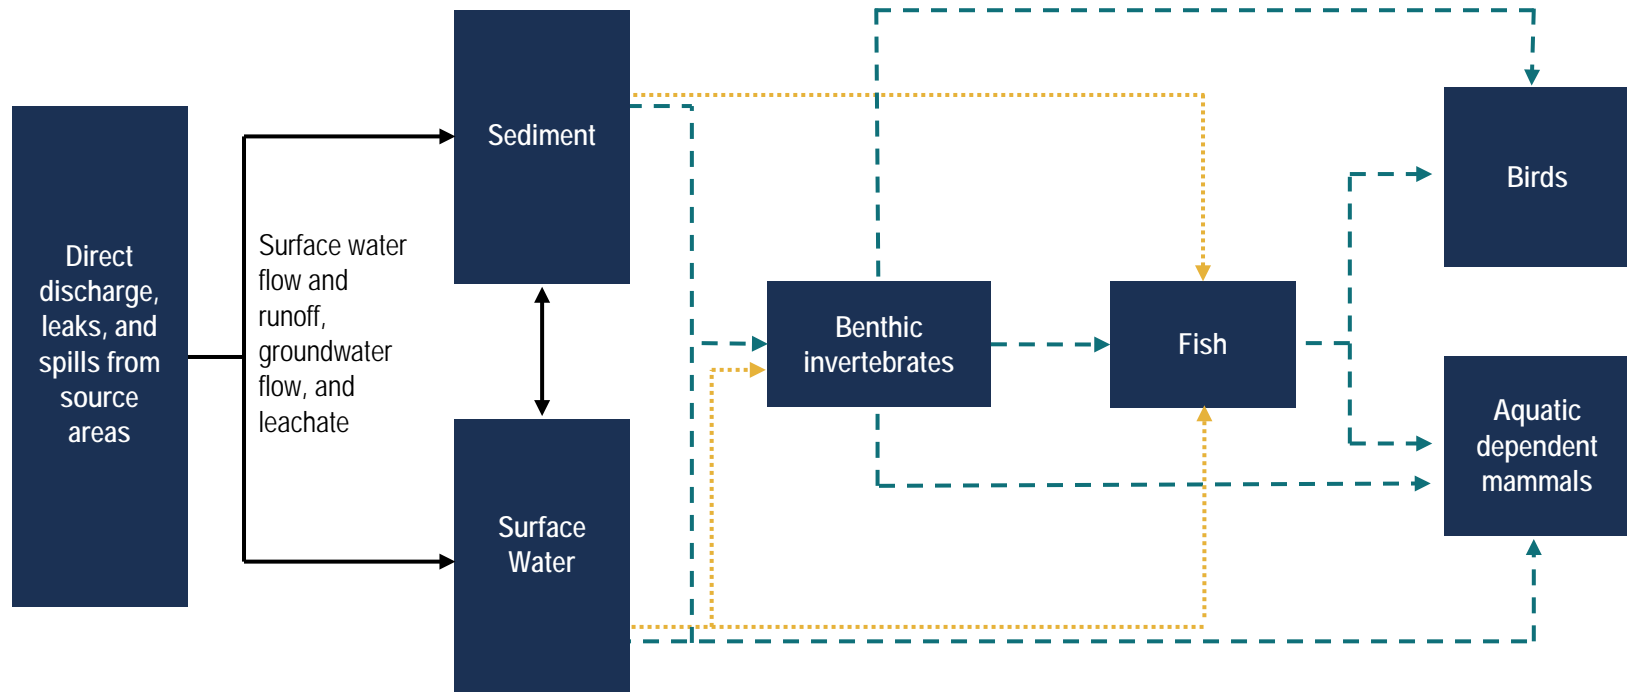 Direct
discharge,
leaks, and
spills from
source
areas
Surface water
flow and
runoff,
groundwater
flow, and
leachate
Sediment
Surface
Water
Benthic
invertebrates
Fish
Birds
Aquatic
dependent
mammals